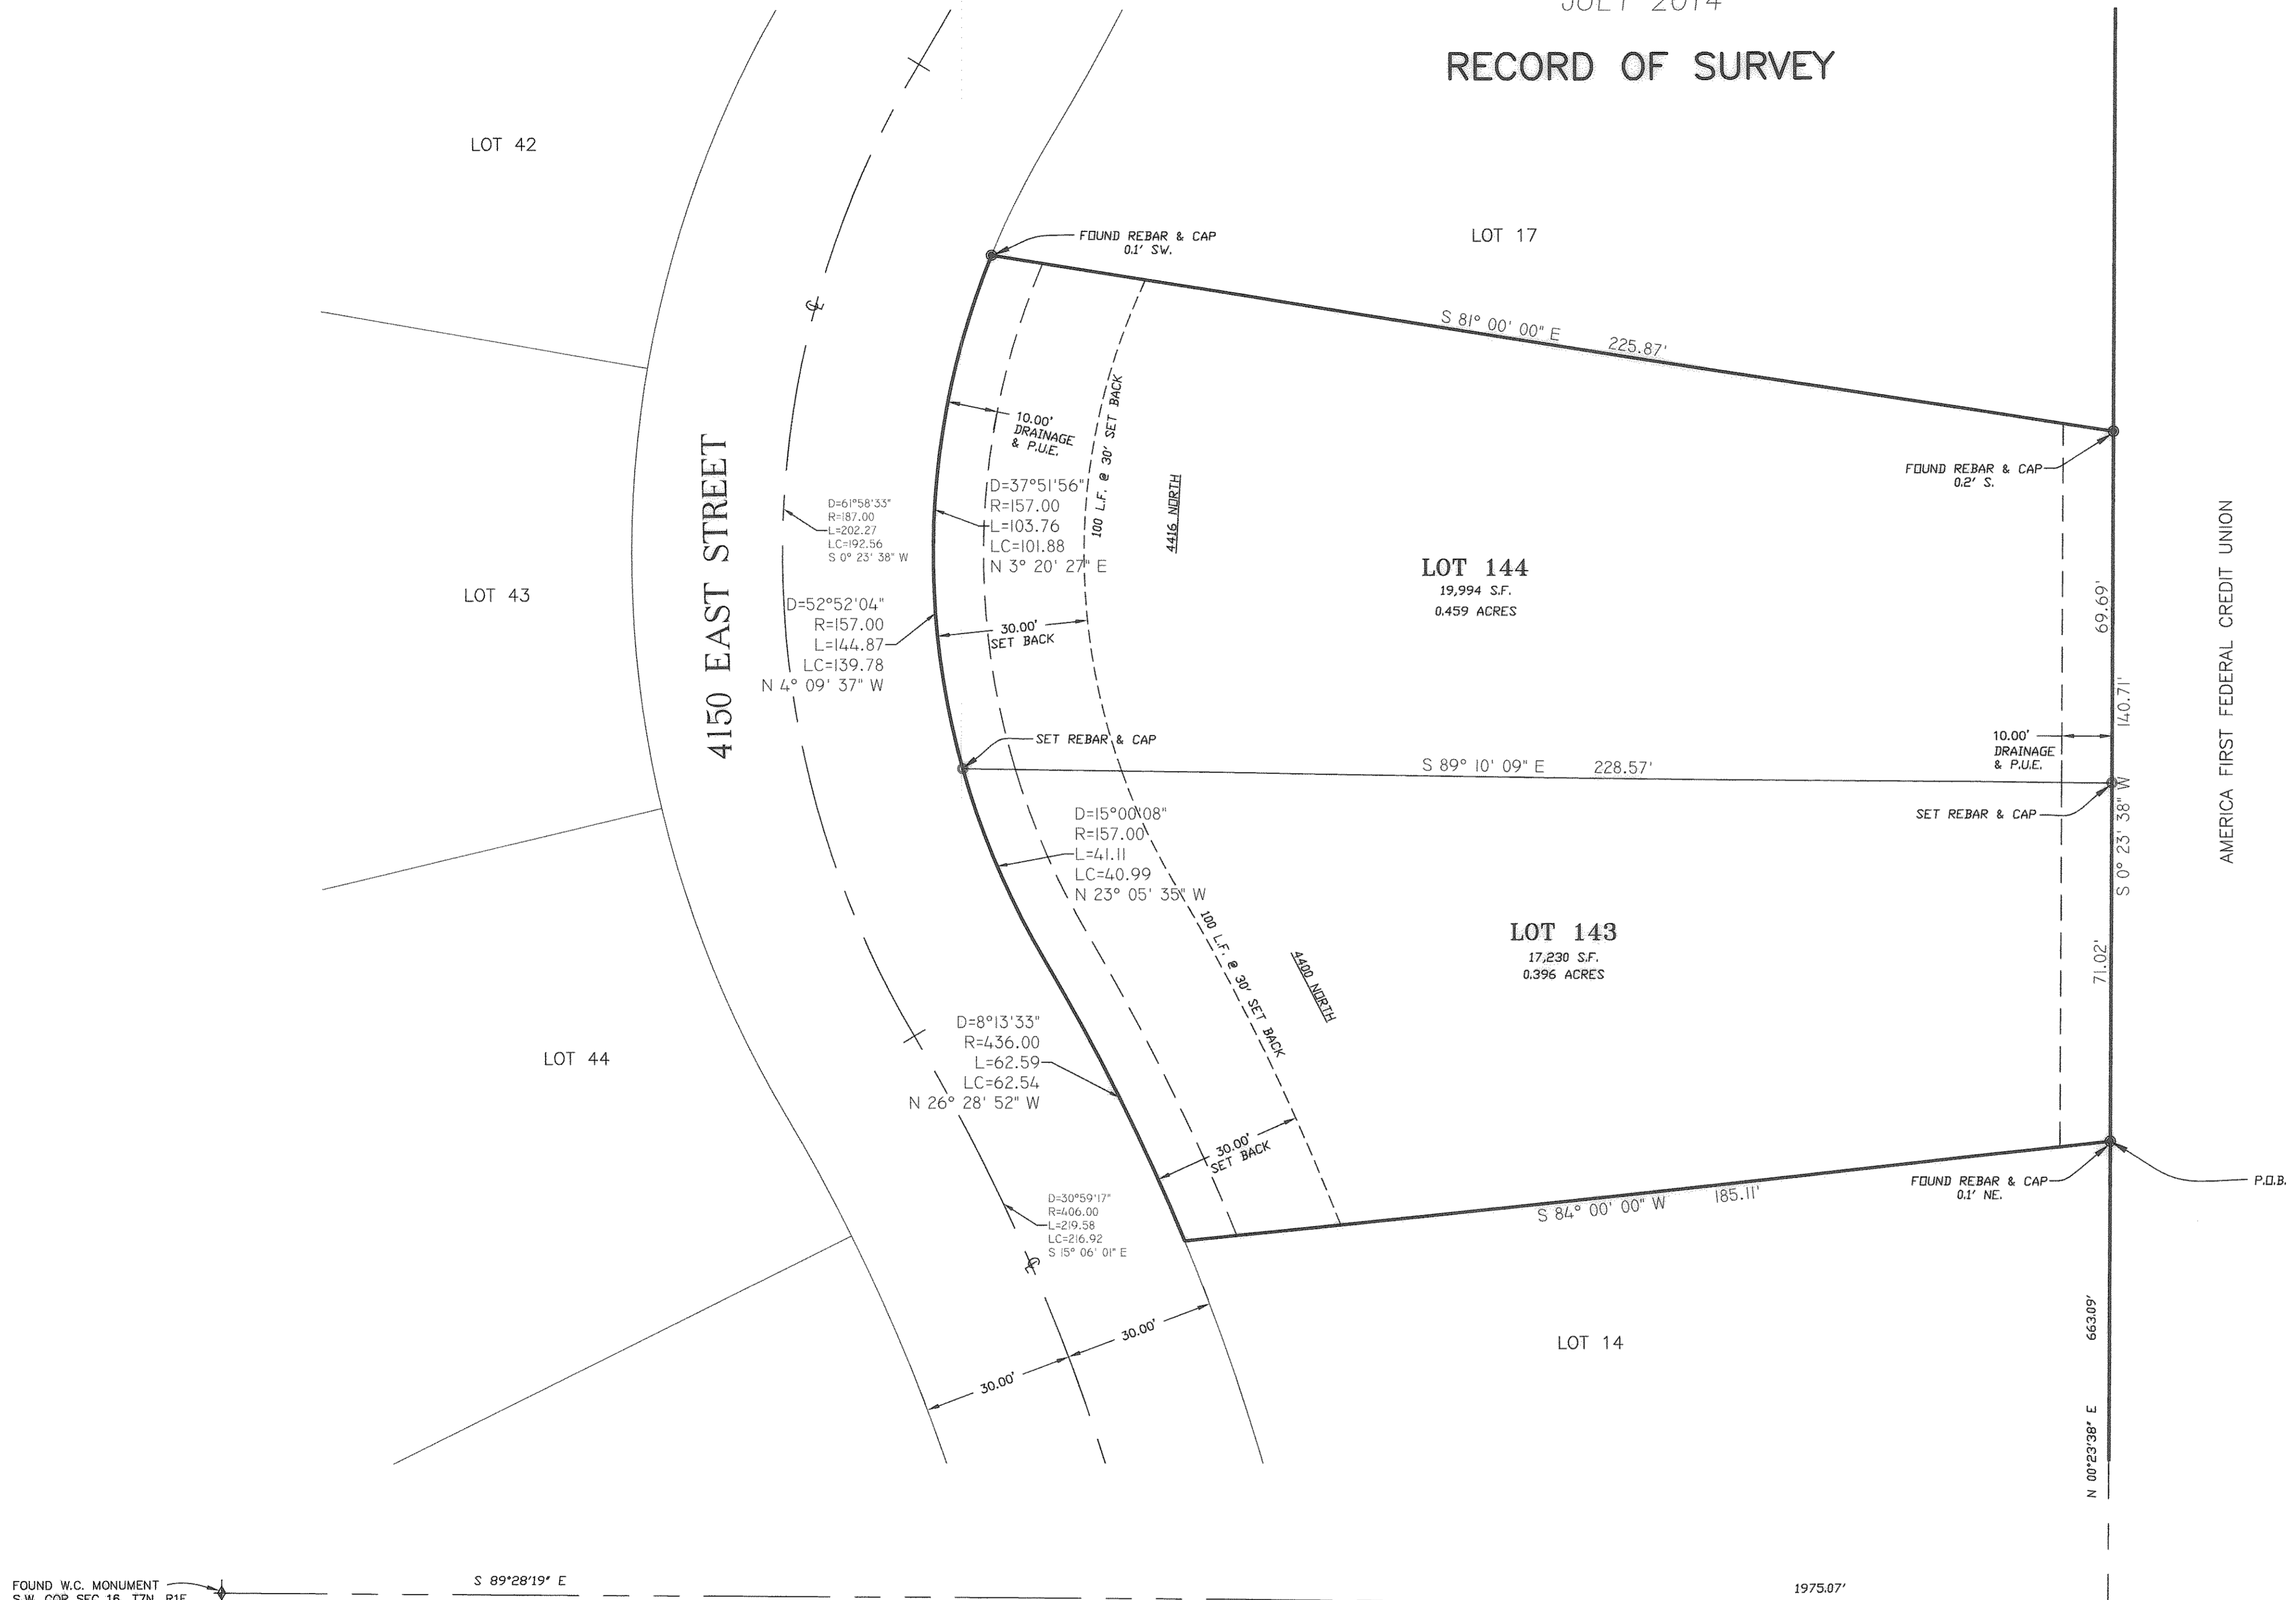 JULY 2014
RECORD OF SURVEY
LOT 42
LOT 17
FOUND REBAR & CAP
0.1' SW.
S 81° 00' 00" E 225.87'
10.00'
DRAINAGE
& P.U.E.
100 L.F. @ 30' SET BACK
4416 NORTH
FOUND REBAR & CAP
0.2' S.
D=61°58'33"
R=187.00
L=202.27
LC=192.56
S 0° 23' 38" W
D=37°51'56"
R=157.00
L=103.76
LC=101.88
N 3° 20' 27" E
LOT 43
4150 EAST STREET
LOT 144
19,994 S.F.
0.459 ACRES
D=52°52'04"
R=157.00
L=144.87
LC=139.78
N 4° 09' 37" W
30.00'
SET BACK
69.69'
AMERICA FIRST FEDERAL CREDIT UNION
SET REBAR & CAP
S 89° 10' 09" E 228.57'
10.00'
DRAINAGE
& P.U.E.
S 0° 23' 38" W 140.71'
SET REBAR & CAP
D=15°00'08"
R=157.00
L=41.11
LC=40.99
N 23° 05' 35" W
100 L.F. @ 30' SET BACK
4400 NORTH
LOT 143
17,230 S.F.
0.396 ACRES
71.02'
LOT 44
D=8°13'33"
R=436.00
L=62.59
LC=62.54
N 26° 28' 52" W
30.00'
SET BACK
FOUND REBAR & CAP
0.1' NE.
P.O.B.
S 84° 00' 00" W 185.11'
D=30°59'17"
R=406.00
L=219.58
LC=216.92
S 15° 06' 01" E
30.00'
30.00'
LOT 14
N 00°23'38" E 663.09'
FOUND W.C. MONUMENT
S.W. COR SEC 16, T7N, R1E
S 89°28'19" E
1975.07'